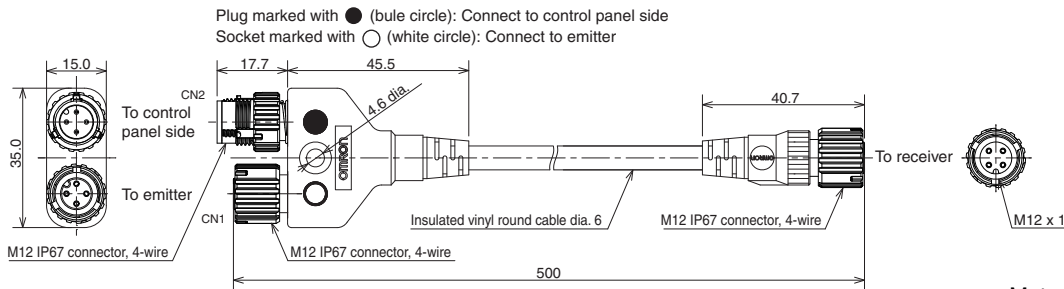 Plug marked with ● (bule circle): Connect to control panel side
Socket marked with ○ (white circle): Connect to emitter
15.0
17.7
45.5
40.7
35.0
CN2
To control
panel side
4.6 dia.
OMRON
OMRON
To receiver
To emitter
CN1
Insulated vinyl round cable dia. 6
M12 IP67 connector, 4-wire
M12 x 1
M12 IP67 connector, 4-wire
M12 IP67 connector, 4-wire
500